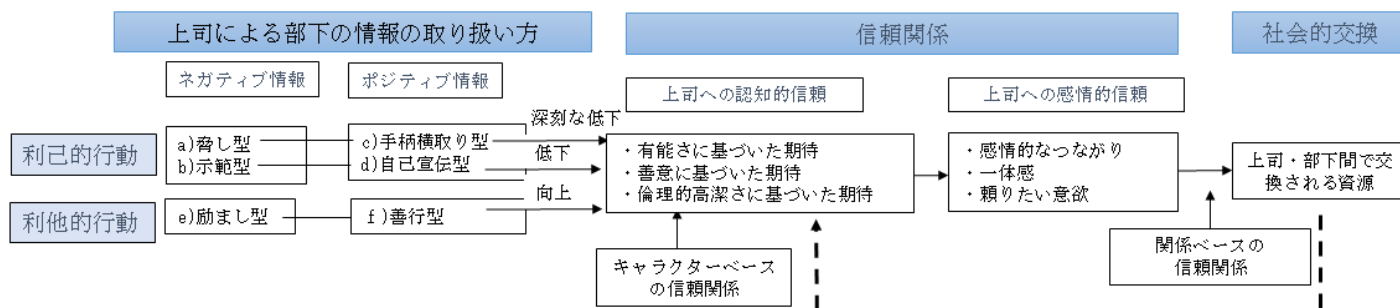 上司による部下の情報の取り扱い方
信頼関係
社会的交換
ネガティブ情報
ポジティブ情報
上司への認知的信頼
上司への感情的信頼
利己的行動
a)脅し型
b)示範型
c)手柄横取り型
d)自己宣伝型
深刻な低下
低下
向上
利他的行動
e)励まし型
f)善行型
・有能さに基づいた期待
・善意に基づいた期待
・倫理的高潔さに基づいた期待
・感情的なつながり
・一体感
・頼りたい意欲
上司・部下間で交
換される資源
キャラクターベース
の信頼関係
関係ベースの
信頼関係